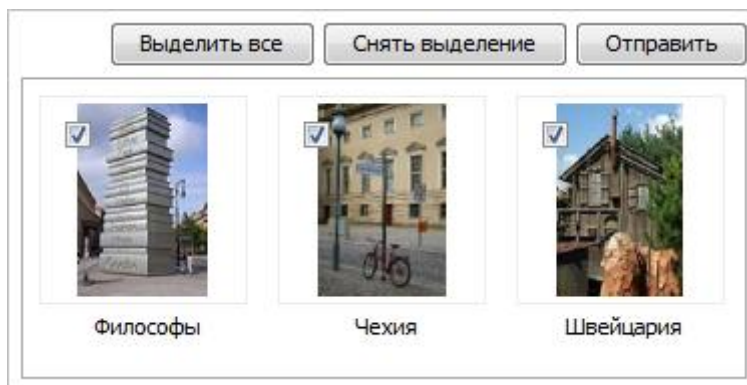 Выделить все Снять выделение Отправить
Философы Чехия Швейцария